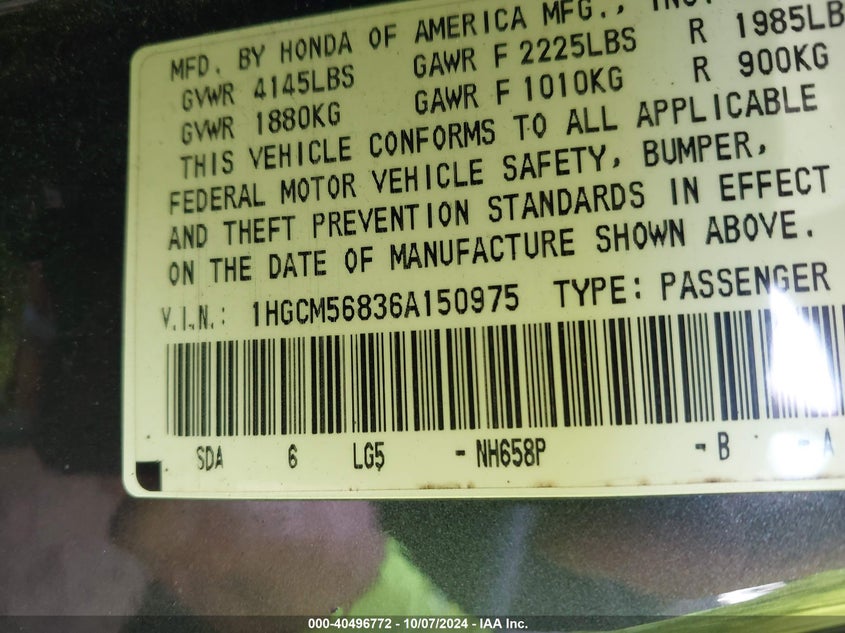 MFD. BY HONDA OF AMERICA MFG., INC.
GVWR 4145LBS GAWR F 2225LBS R 1985LB
GVWR 1880KG GAWR F 1010KG R 900KG
THIS VEHICLE CONFORMS TO ALL APPLICABLE
FEDERAL MOTOR VEHICLE SAFETY, BUMPER,
AND THEFT PREVENTION STANDARDS IN EFFECT
ON THE DATE OF MANUFACTURE SHOWN ABOVE.
V.I.N.: 1HGCM56836A150975 TYPE: PASSENGER
SDA 6 LG5 -NH658P -B -A
000-40496772 - 10/07/2024 - IAA Inc.